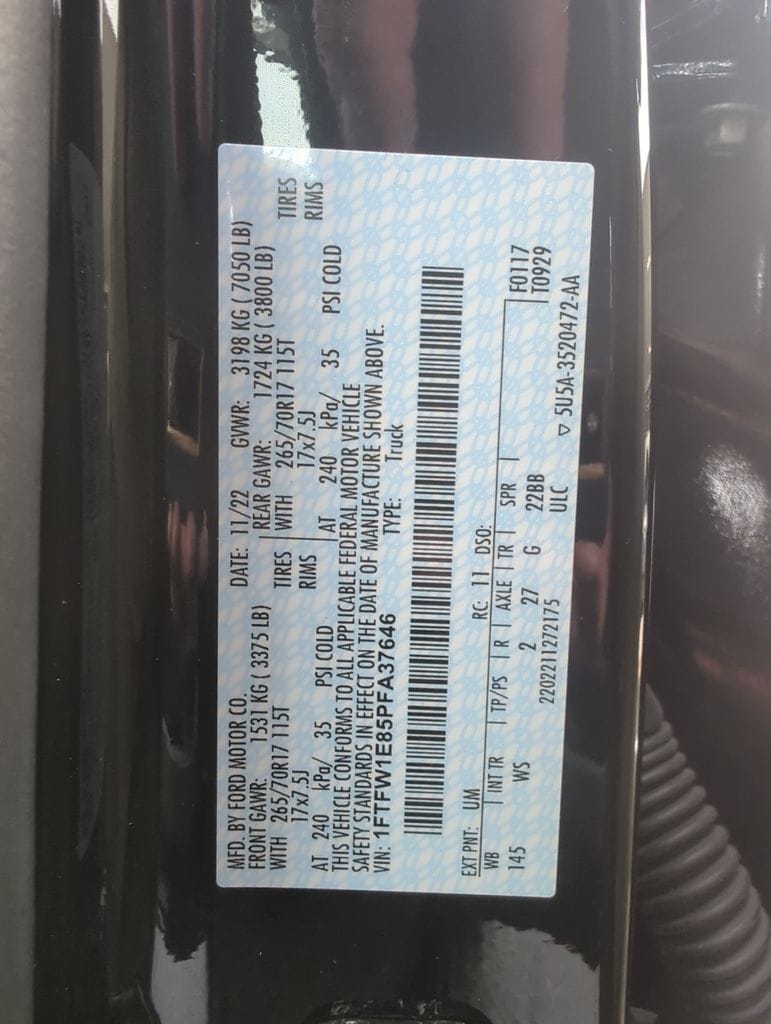 MFD. BY FORD MOTOR CO. DATE: 11/22 GVWR: 3198 KG ( 7050 LB)
FRONT GAWR: 1531 KG ( 3375 LB) REAR GAWR: 1724 KG ( 3800 LB)
WITH 265/70R17 115T TIRES WITH 265/70R17 115T TIRES
17x7.5J RIMS 17x7.5J RIMS
AT 240 kPa/ 35 PSI COLD AT 240 kPa/ 35 PSI COLD
THIS VEHICLE CONFORMS TO ALL APPLICABLE FEDERAL MOTOR VEHICLE
SAFETY STANDARDS IN EFFECT ON THE DATE OF MANUFACTURE SHOWN ABOVE.
VIN: 1FTFW1E85PFA37646 TYPE: Truck
EXT PNT: UM RC: 11 DSO:
WB INT TR TP/PS R AXLE TR SPR F0117
145 WS 2 27 G 22BB T0929
2202211272175 ULC ▽ 5U5A-3520472-AA